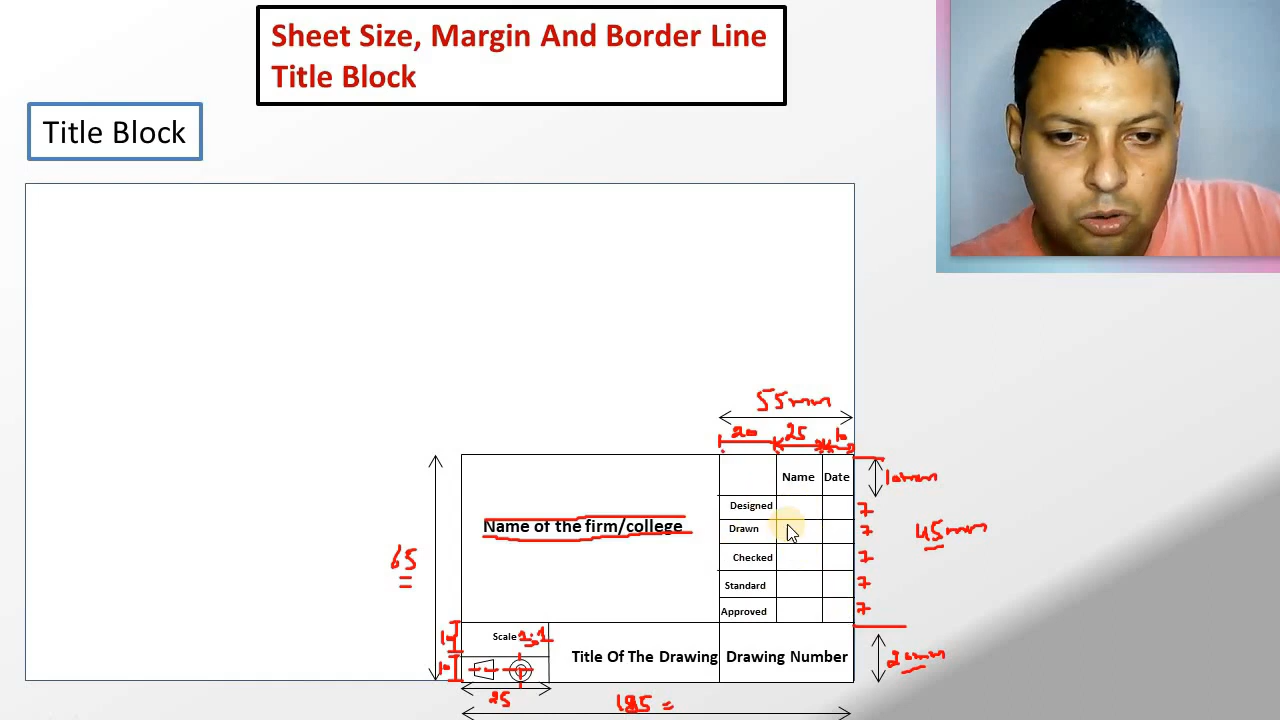 Sheet Size, Margin And Border Line
Title Block
Title Block
55mm
20 25 10
Name Date
10mm
Designed 7
Name of the firm/college
Drawn 7
45mm
Checked 7
65
Standard 7
Approved 7
Scale 1:1
Title Of The Drawing Drawing Number
20mm
10
25
185 =